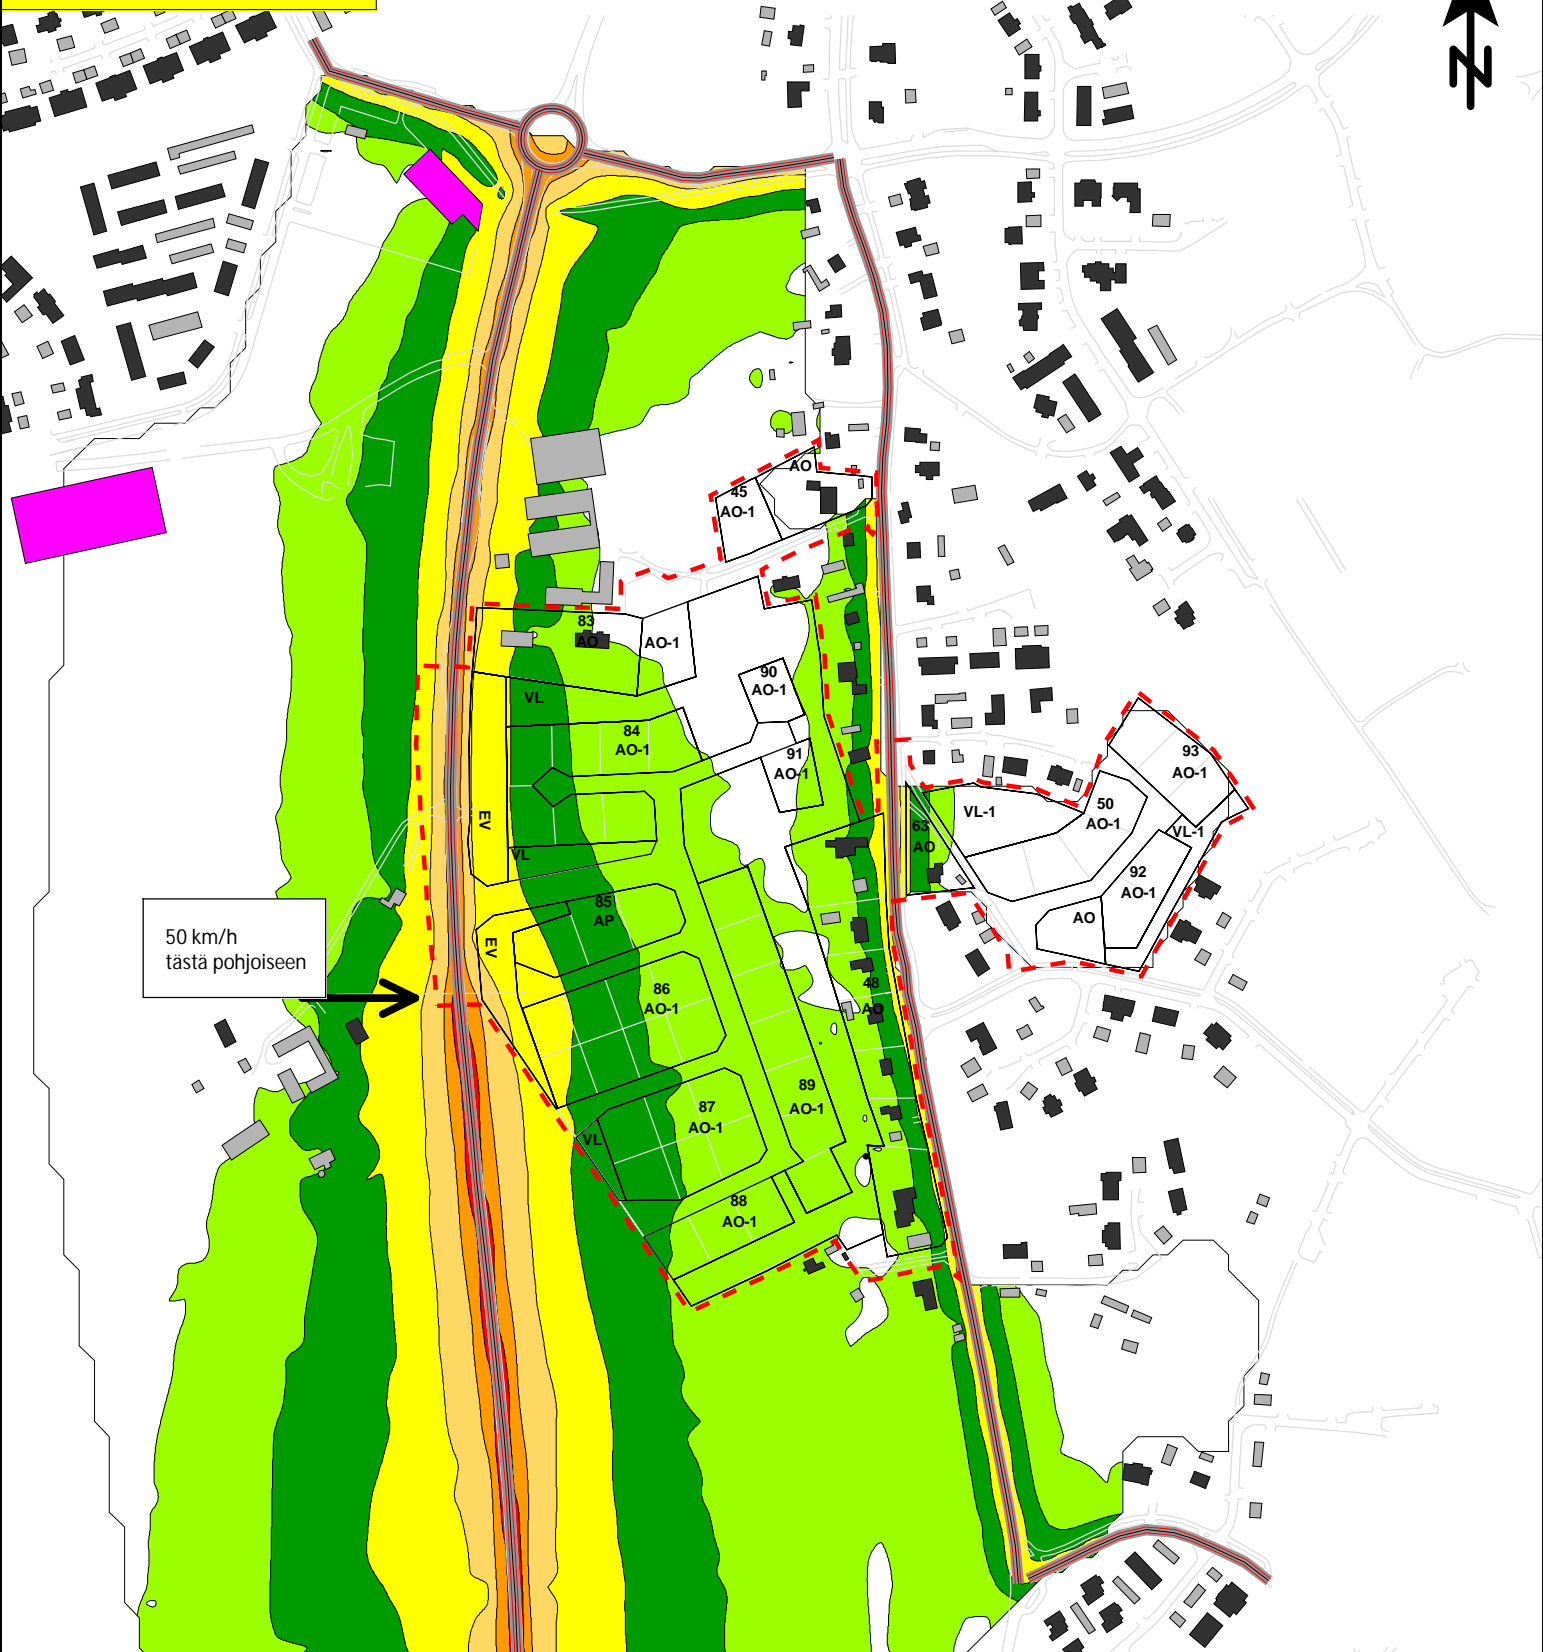 N
AO
45
AO-1
83
AO
AO-1
90
AO-1
VL
84
AO-1
91
AO-1
93
AO-1
50
AO-1
VL-1
VL-1
63
AO
EV
VL
92
AO-1
85
AP
AO
EV
50 km/h
tästä pohjoiseen
86
AO-1
48
AO
89
AO-1
87
AO-1
VL
88
AO-1